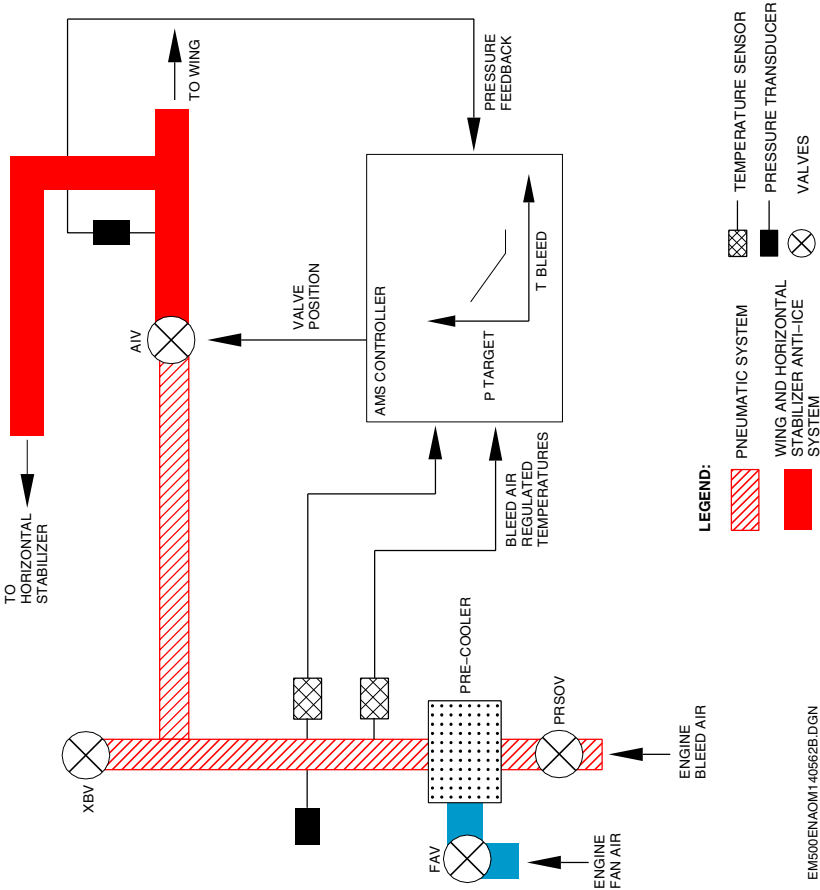 TO
HORIZONTAL
STABILIZER
TO WING
AIV
XBV
VALVE
POSITION
PRESSURE
FEEDBACK
AMS CONTROLLER
P TARGET
T BLEED
BLEED AIR
REGULATED
TEMPERATURES
PRE-COOLER
PRSOV
FAV
ENGINE
BLEED AIR
ENGINE
FAN AIR
LEGEND:
PNEUMATIC SYSTEM
WING AND HORIZONTAL
STABILIZER ANTI-ICE
SYSTEM
TEMPERATURE SENSOR
PRESSURE TRANSDUCER
VALVES
EM500ENAOM140562B.DGN